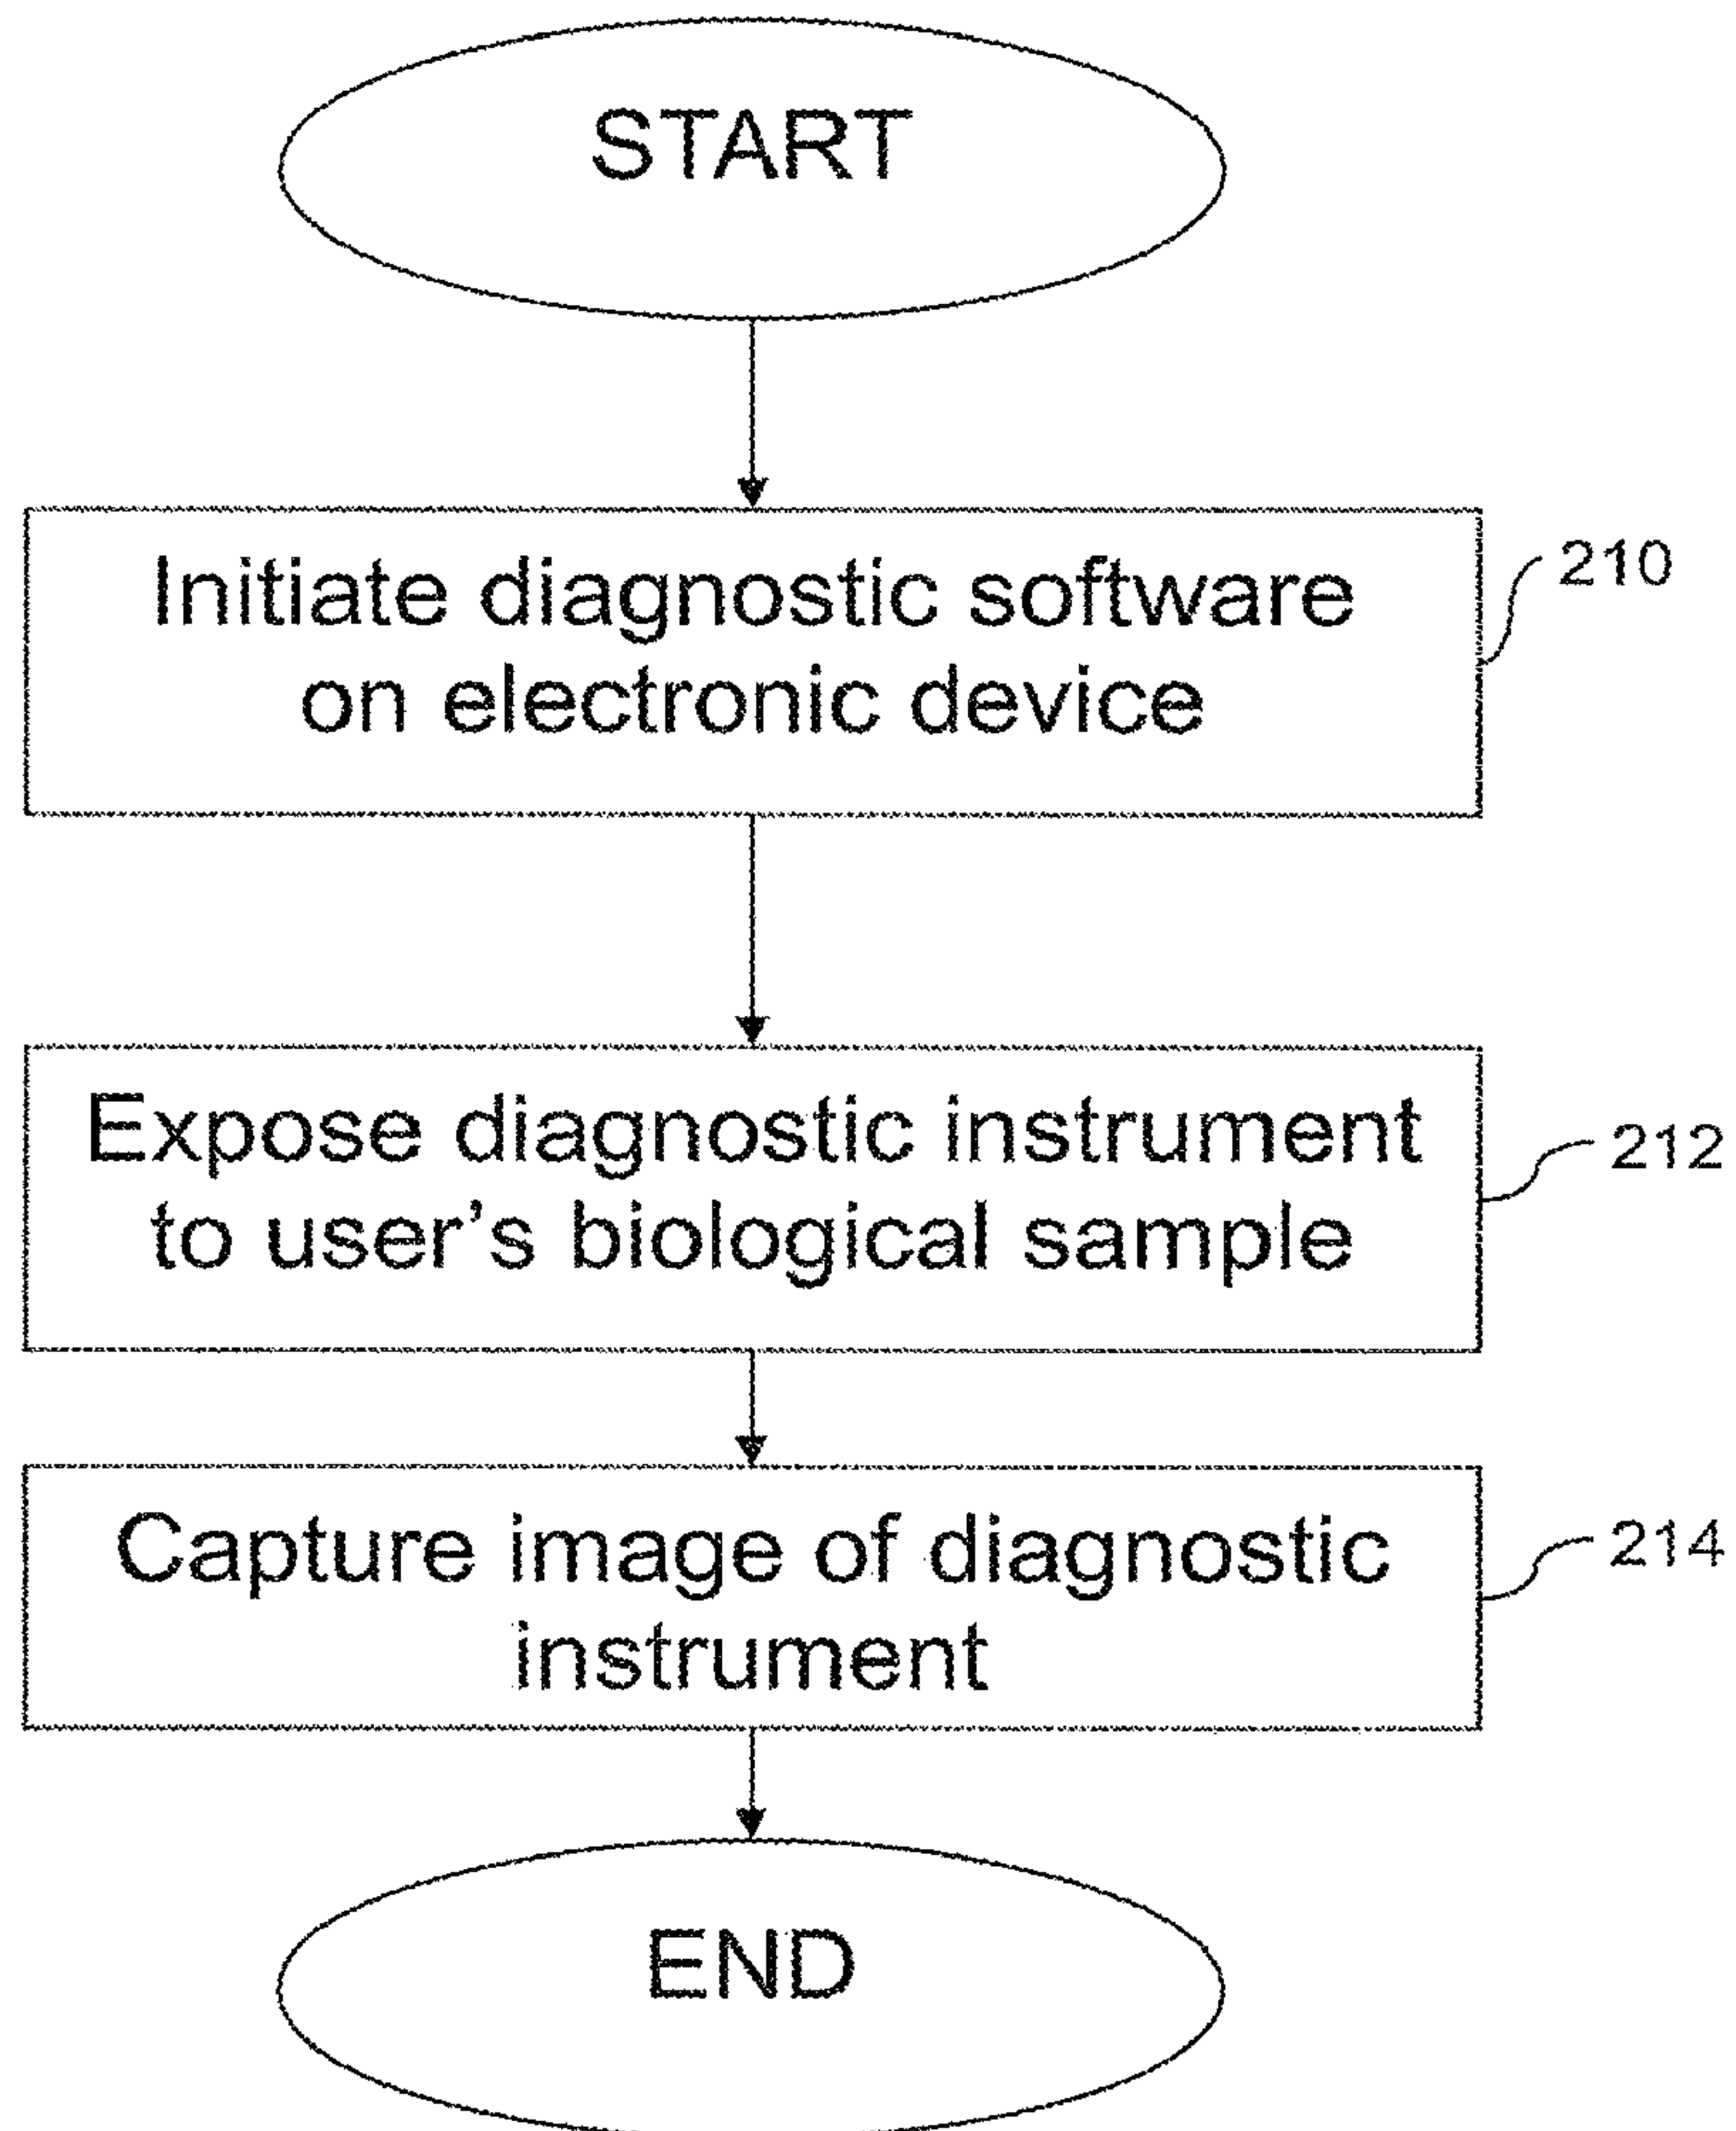 START
Initiate diagnostic software
on electronic device
210
Expose diagnostic instrument
to user's biological sample
212
Capture image of diagnostic
instrument
214
END